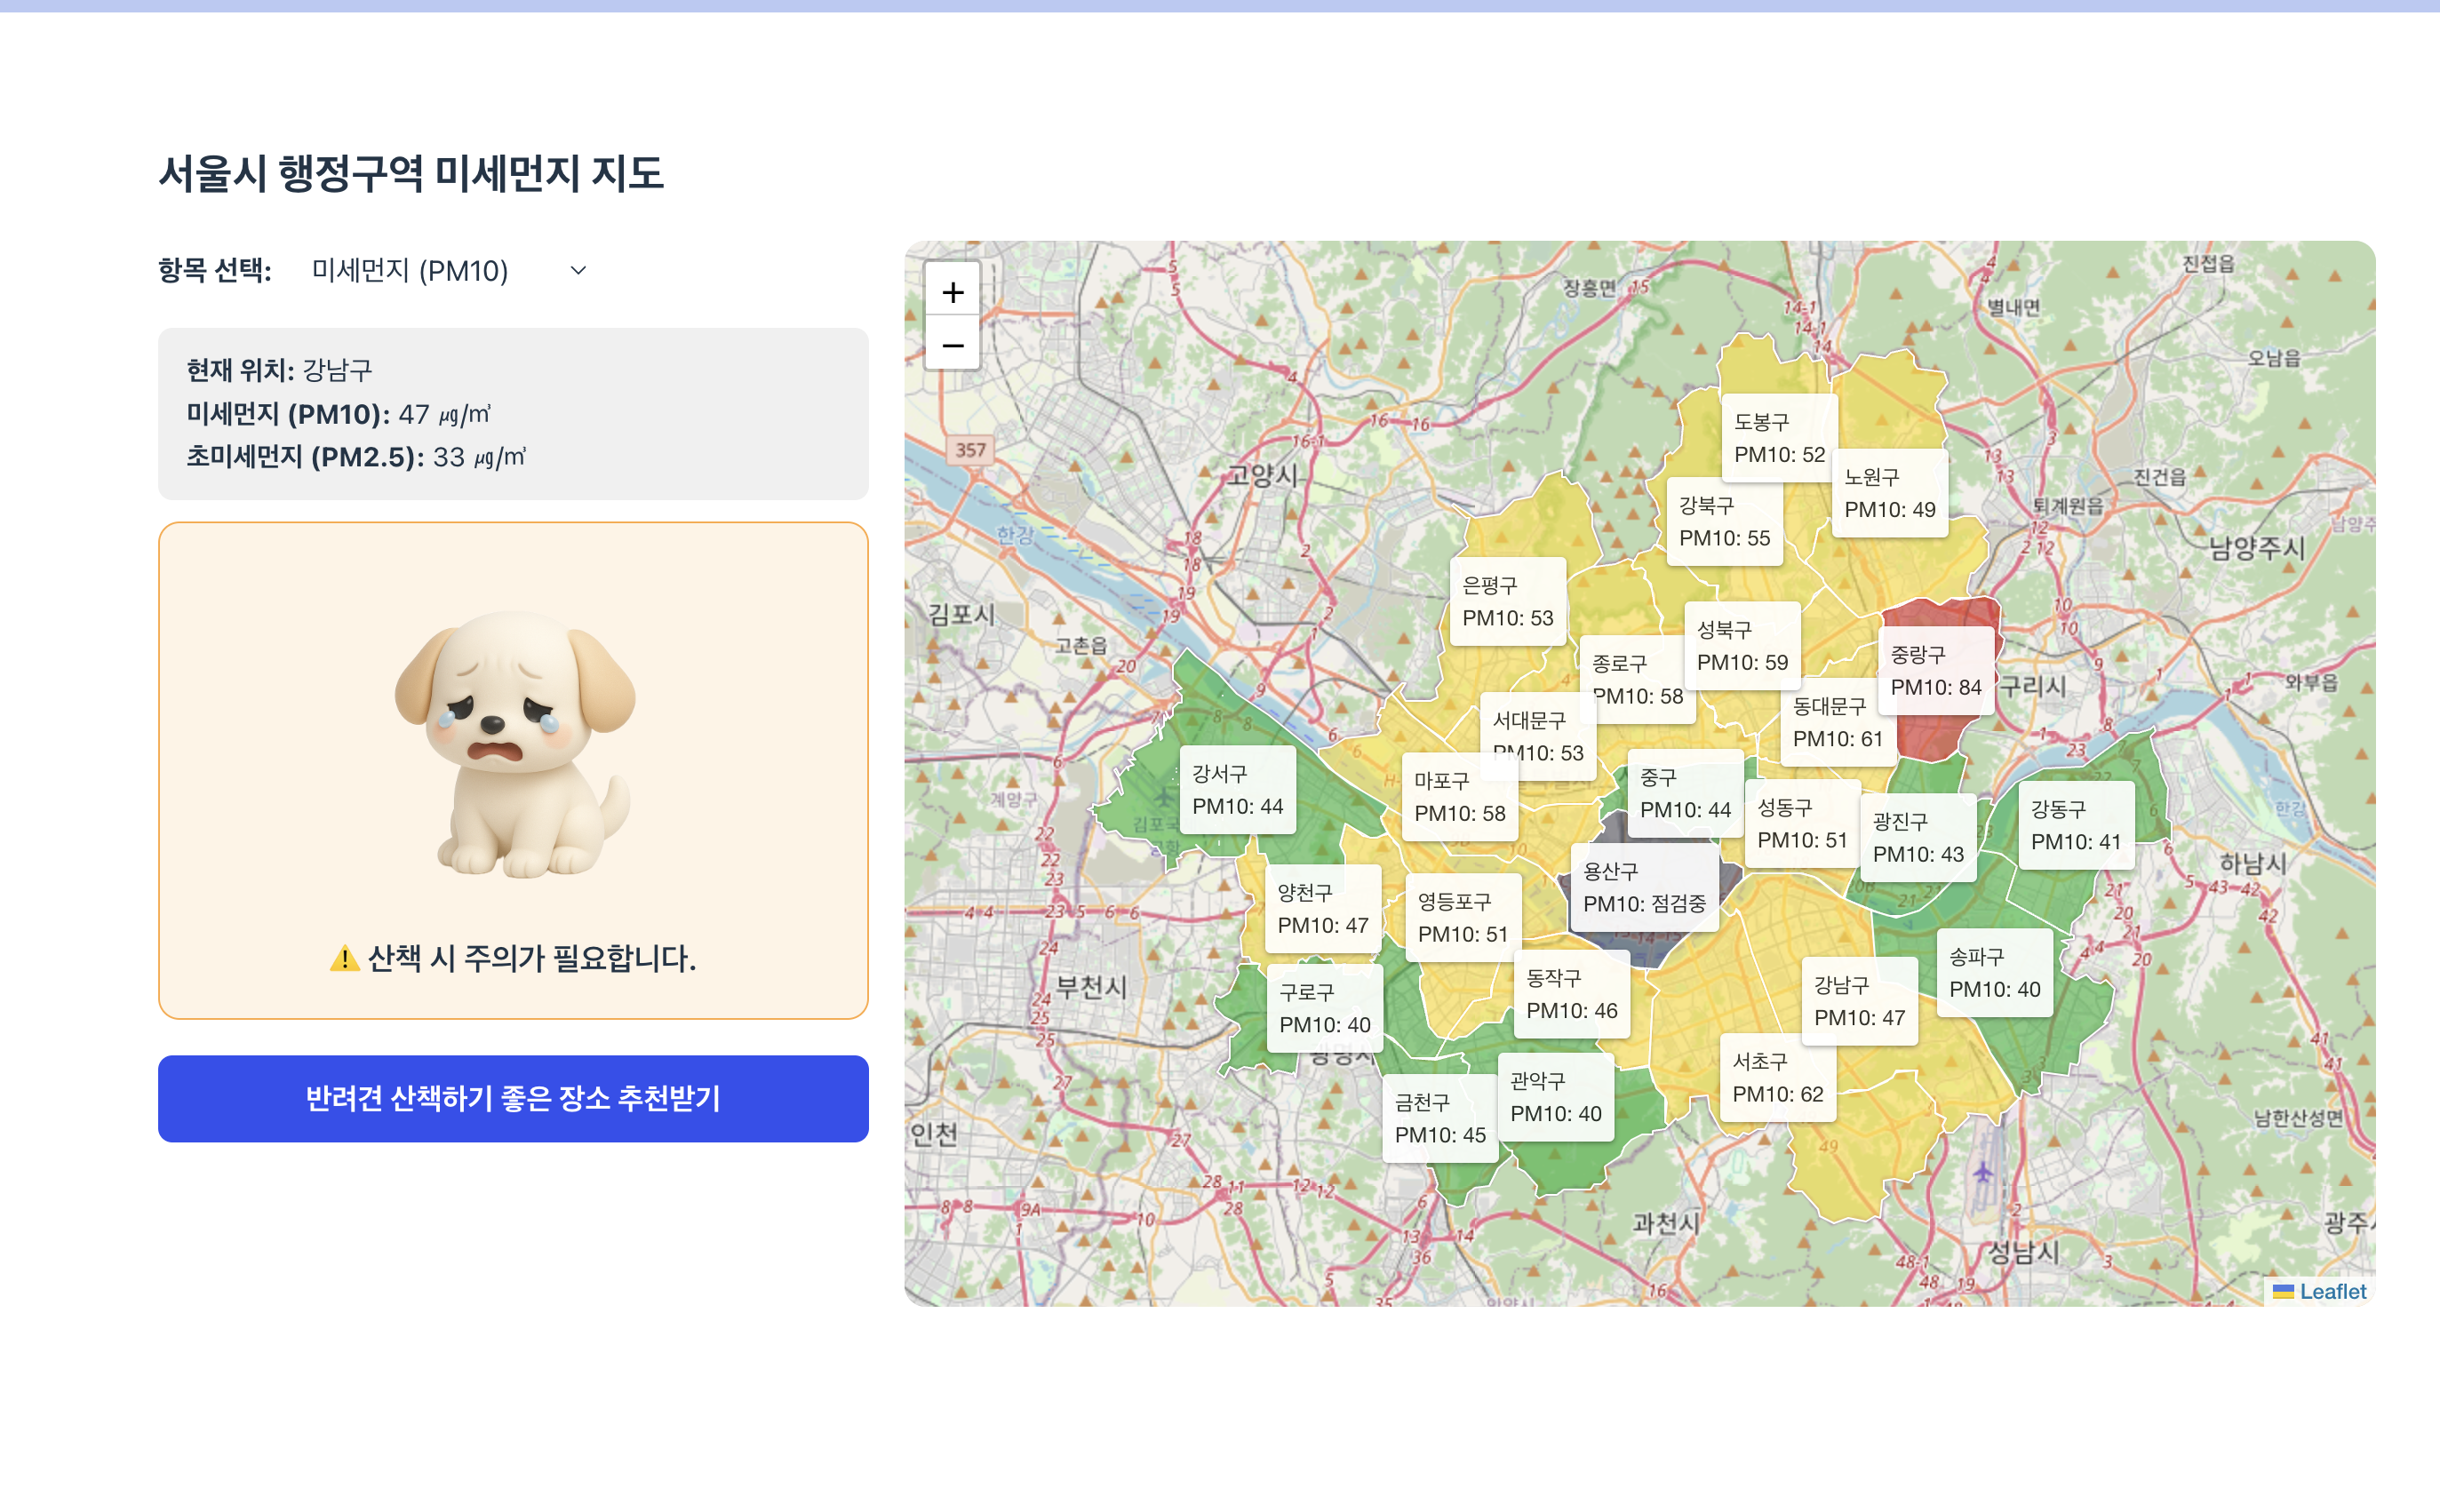 서울시 행정구역 미세먼지 지도
항목 선택: 미세먼지 (PM10)
현재 위치: 강남구
미세먼지 (PM10): 47 ㎍/㎥
초미세먼지 (PM2.5): 33 ㎍/㎥
⚠️ 산책 시 주의가 필요합니다.
반려견 산책하기 좋은 장소 추천받기
+
−
357
장흥면
진접읍
별내면
오남읍
고양시
한강
진건읍
퇴계원읍
남양주시
김포시
고촌읍
구리시
와부읍
계양구
한강
하남시
부천시
광명시
인천
남한산성면
과천시
성남시
도봉구
PM10: 52
노원구
PM10: 49
강북구
PM10: 55
은평구
PM10: 53
성북구
PM10: 59
종로구
PM10: 58
중랑구
PM10: 84
동대문구
PM10: 61
서대문구
PM10: 53
강서구
PM10: 44
마포구
PM10: 58
중구
PM10: 44
성동구
PM10: 51
광진구
PM10: 43
강동구
PM10: 41
용산구
PM10: 점검중
양천구
PM10: 47
영등포구
PM10: 51
동작구
PM10: 46
구로구
PM10: 40
강남구
PM10: 47
송파구
PM10: 40
서초구
PM10: 62
관악구
PM10: 40
금천구
PM10: 45
Leaflet